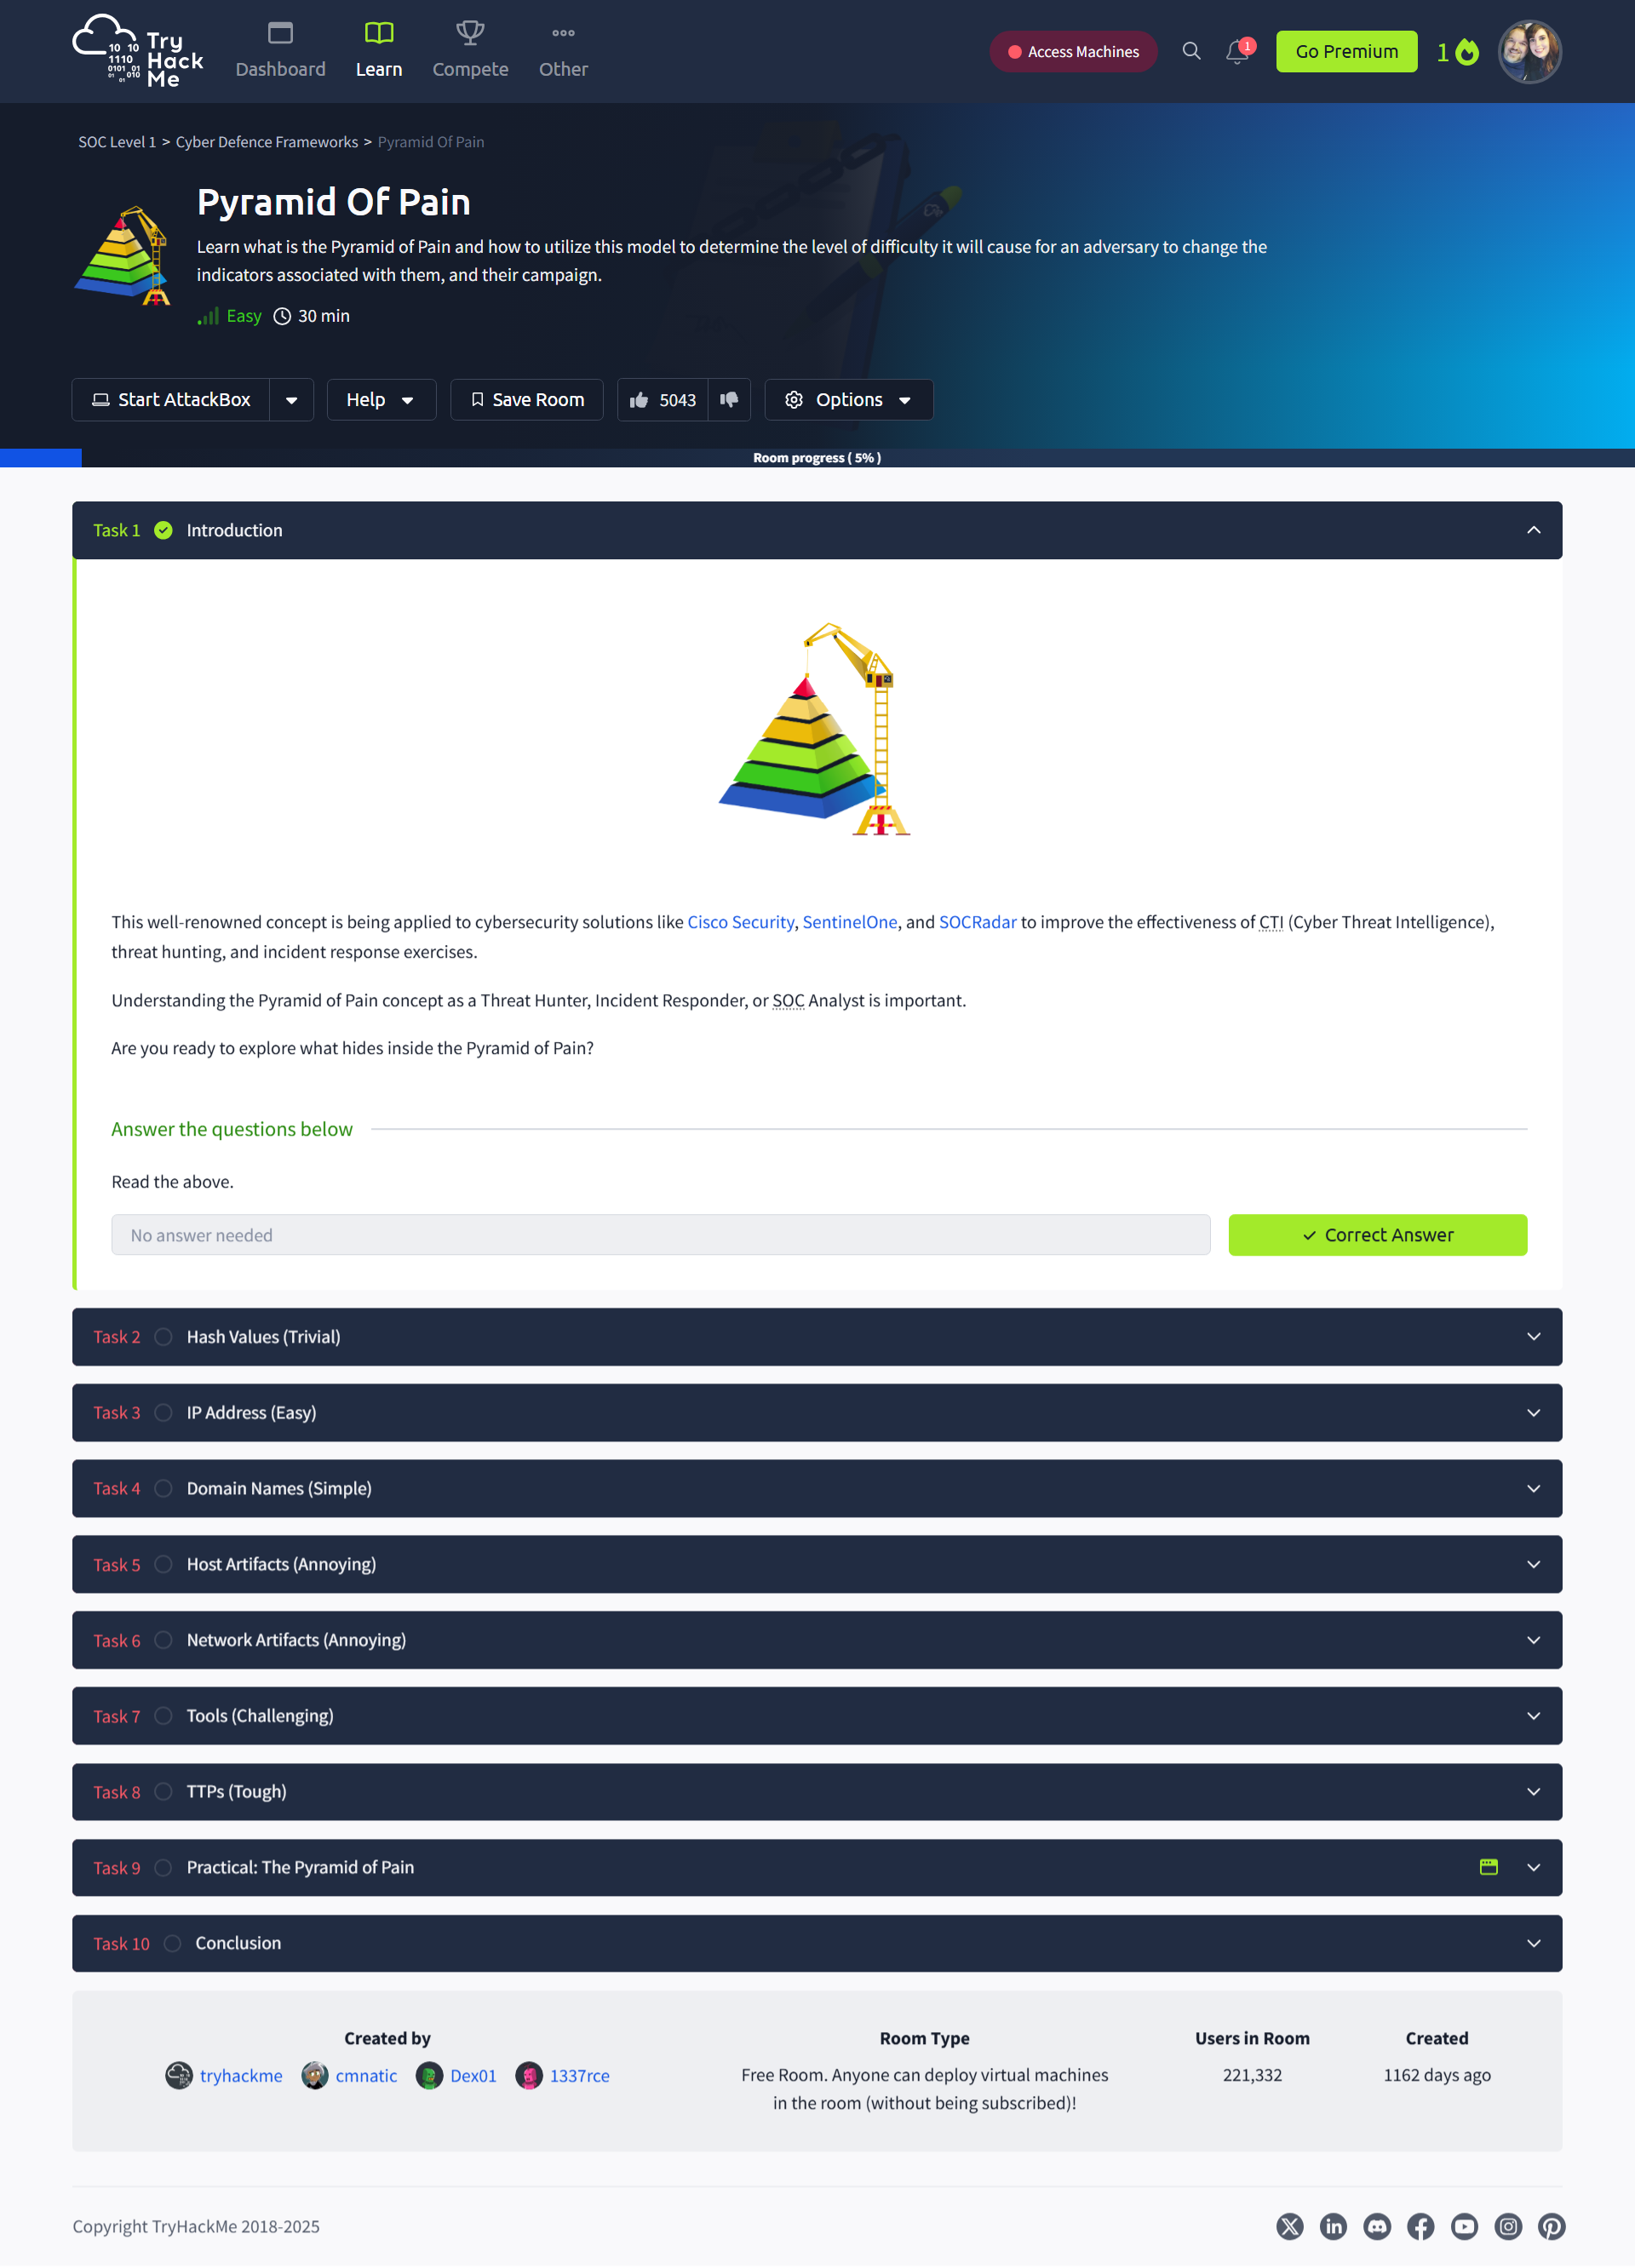 10 10
1110
0101 01
01 010
Try
Hack
Me
Dashboard
Learn
Compete
Other
Access Machines
1
Go Premium
1
SOC Level 1 > Cyber Defence Frameworks > Pyramid Of Pain
Pyramid Of Pain
Learn what is the Pyramid of Pain and how to utilize this model to determine the level of difficulty it will cause for an adversary to change the
indicators associated with them, and their campaign.
Easy 30 min
Start AttackBox
Help
Save Room
5043
Options
Room progress ( 5% )
Task 1 Introduction
This well-renowned concept is being applied to cybersecurity solutions like Cisco Security, SentinelOne, and SOCRadar to improve the effectiveness of CTI (Cyber Threat Intelligence),
threat hunting, and incident response exercises.
Understanding the Pyramid of Pain concept as a Threat Hunter, Incident Responder, or SOC Analyst is important.
Are you ready to explore what hides inside the Pyramid of Pain?
Answer the questions below
Read the above.
No answer needed
Correct Answer
Task 2 Hash Values (Trivial)
Task 3 IP Address (Easy)
Task 4 Domain Names (Simple)
Task 5 Host Artifacts (Annoying)
Task 6 Network Artifacts (Annoying)
Task 7 Tools (Challenging)
Task 8 TTPs (Tough)
Task 9 Practical: The Pyramid of Pain
Task 10 Conclusion
Created by
tryhackme cmnatic Dex01 1337rce
Room Type
Free Room. Anyone can deploy virtual machines
in the room (without being subscribed)!
Users in Room
221,332
Created
1162 days ago
Copyright TryHackMe 2018-2025